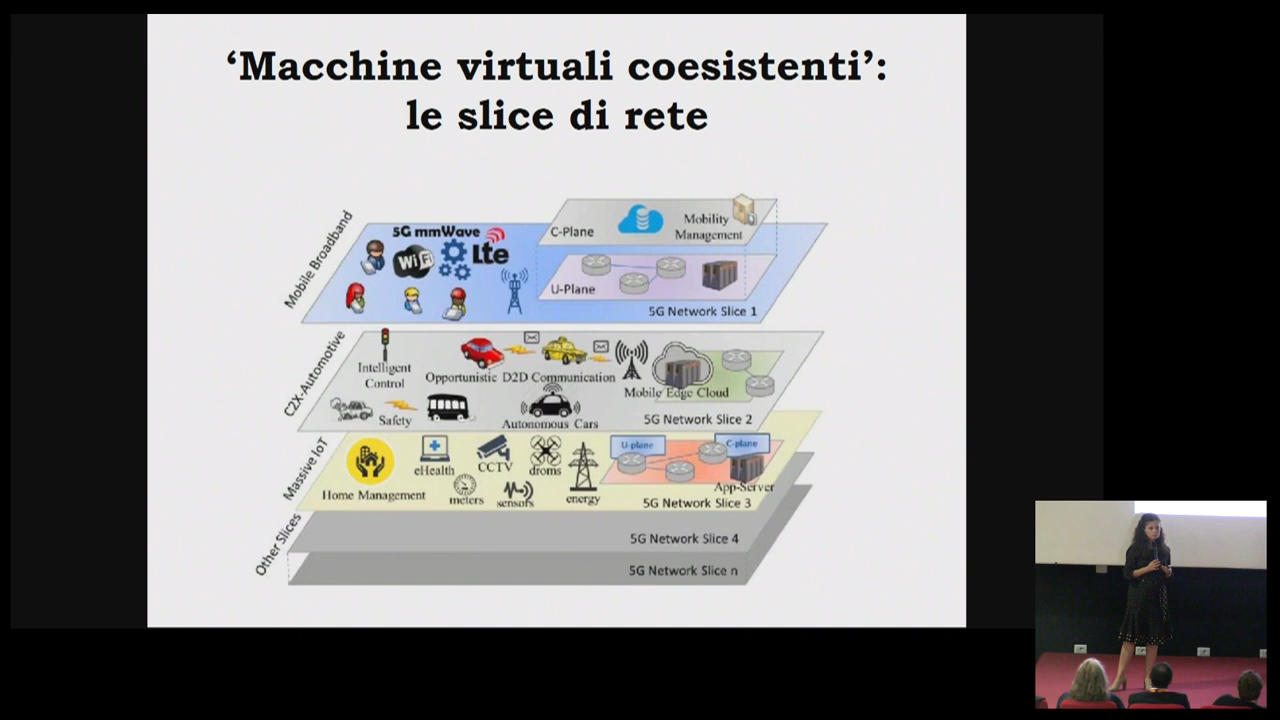 ‘Macchine virtuali coesistenti’:
le slice di rete
Mobile Broadband
5G mmWave
WiFi
Lte
C-Plane
Mobility
Management
U-Plane
5G Network Slice 1
C2X-Automotive
Intelligent
Control
Opportunistic D2D Communication
Mobile Edge Cloud
Safety
Autonomous Cars
5G Network Slice 2
Massive IoT
Home Management
eHealth
CCTV
droms
meters
sensors
energy
U-plane
C-plane
App-Server
5G Network Slice 3
Other Slices
5G Network Slice 4
5G Network Slice n